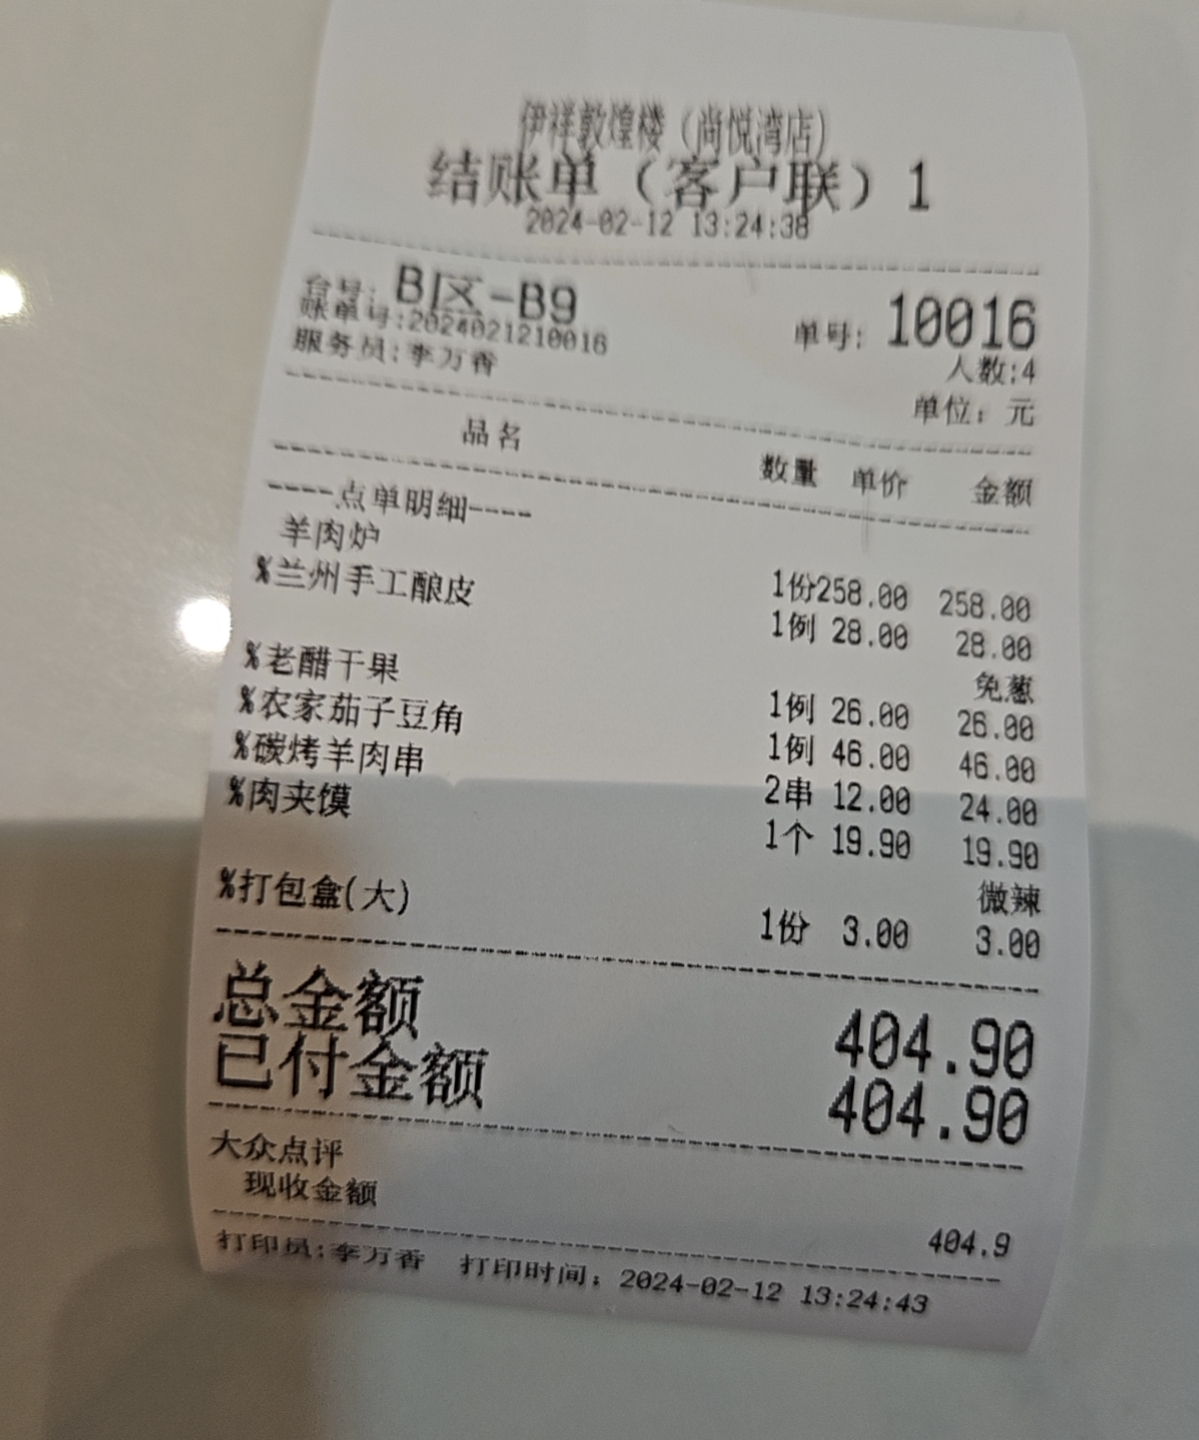 伊祥敦煌楼（尚悦湾店）
结账单（客户联）1
2024-02-12 13:24:38
台号: B区-B9 单号: 10016
账单号:2024021210016 人数:4
服务员:李万香 单位：元
品名 数量 单价 金额
----点单明细----
羊肉炉 1份258.00 258.00
%兰州手工酿皮 1例 28.00 28.00
免葱
%老醋干果 1例 26.00 26.00
%农家茄子豆角 1例 46.00 46.00
%碳烤羊肉串 2串 12.00 24.00
%肉夹馍 1个 19.90 19.90
微辣
%打包盒(大) 1份 3.00 3.00
总金额 404.90
已付金额 404.90
大众点评
现收金额 404.9
打印员:李万香 打印时间：2024-02-12 13:24:43